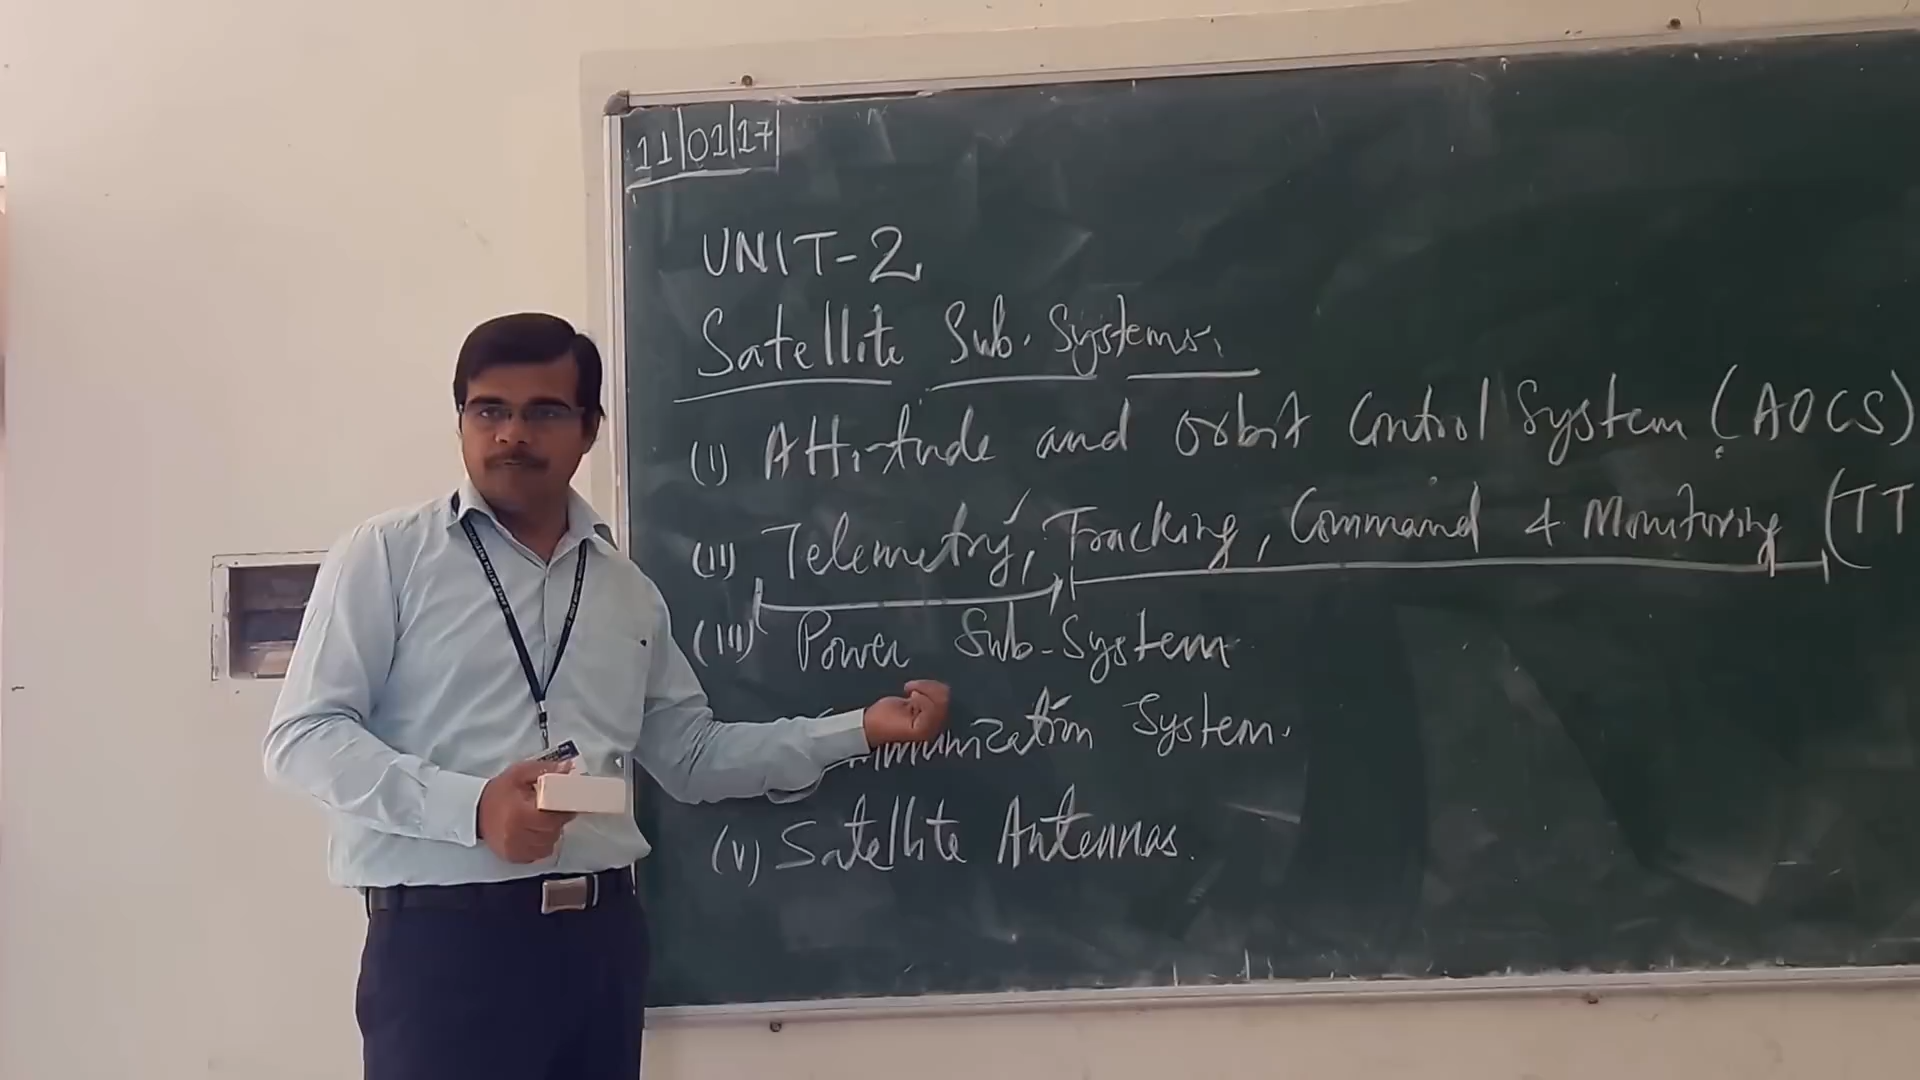 11|01|17
UNIT-2
Satellite Sub. Systems.
(I) Attitude and Orbit Control System (AOCS)
(II) Telemetry, Tracking, Command & Monitoring (TT
(III) Power Sub-System
System.
(V) Satellite Antennas.